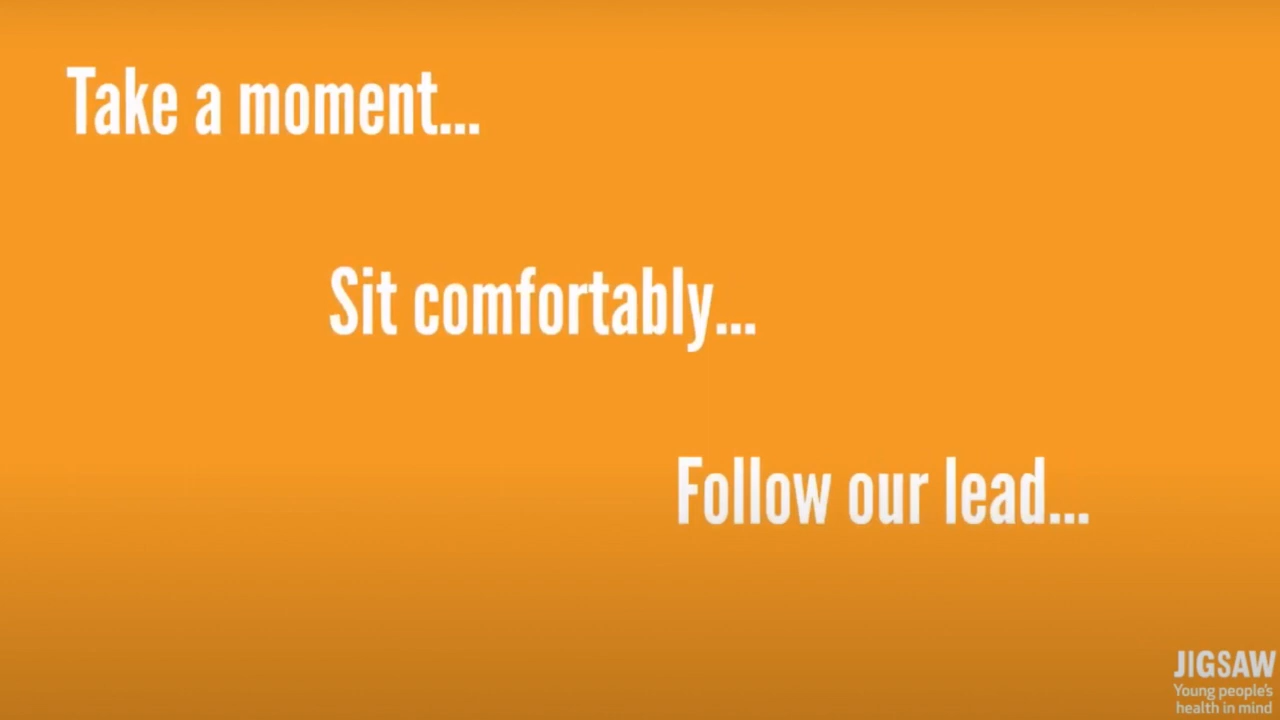 Take a moment...
Sit comfortably...
Follow our lead...
JIGSAW
Young people's
health in mind